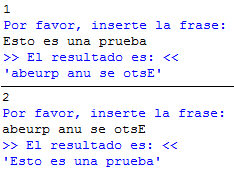 1
Por favor, inserte la frase:
Esto es una prueba
>> El resultado es: <<
'abeurp anu se otsE'
2
Por favor, inserte la frase:
abeurp anu se otsE
>> El resultado es: <<
'Esto es una prueba'